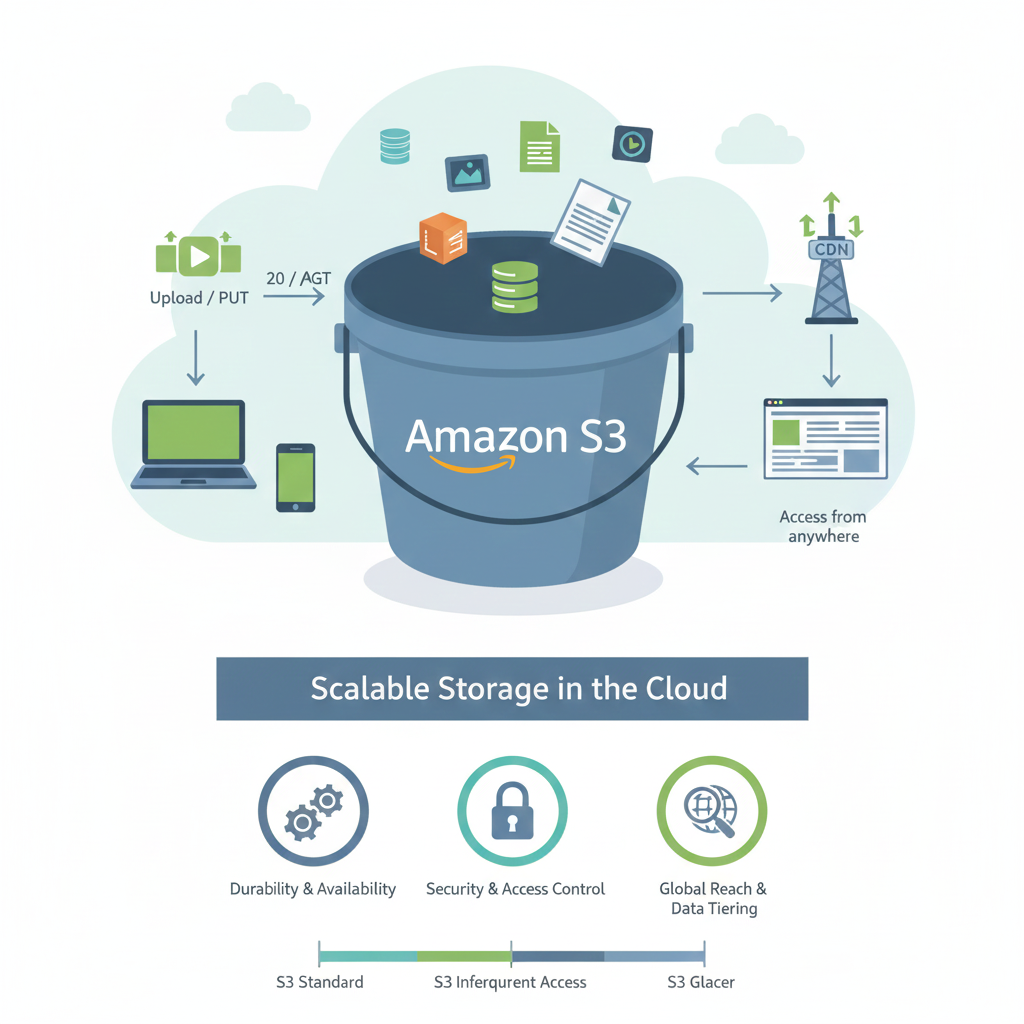 CDN
20 / AGT
Upload / PUT
Amazon S3
Access from
anywhere
Scalable Storage in the Cloud
Durability & Availability
Security & Access Control
Global Reach &
Data Tiering
S3 Standard
S3 Inferqurent Access
S3 Glacer